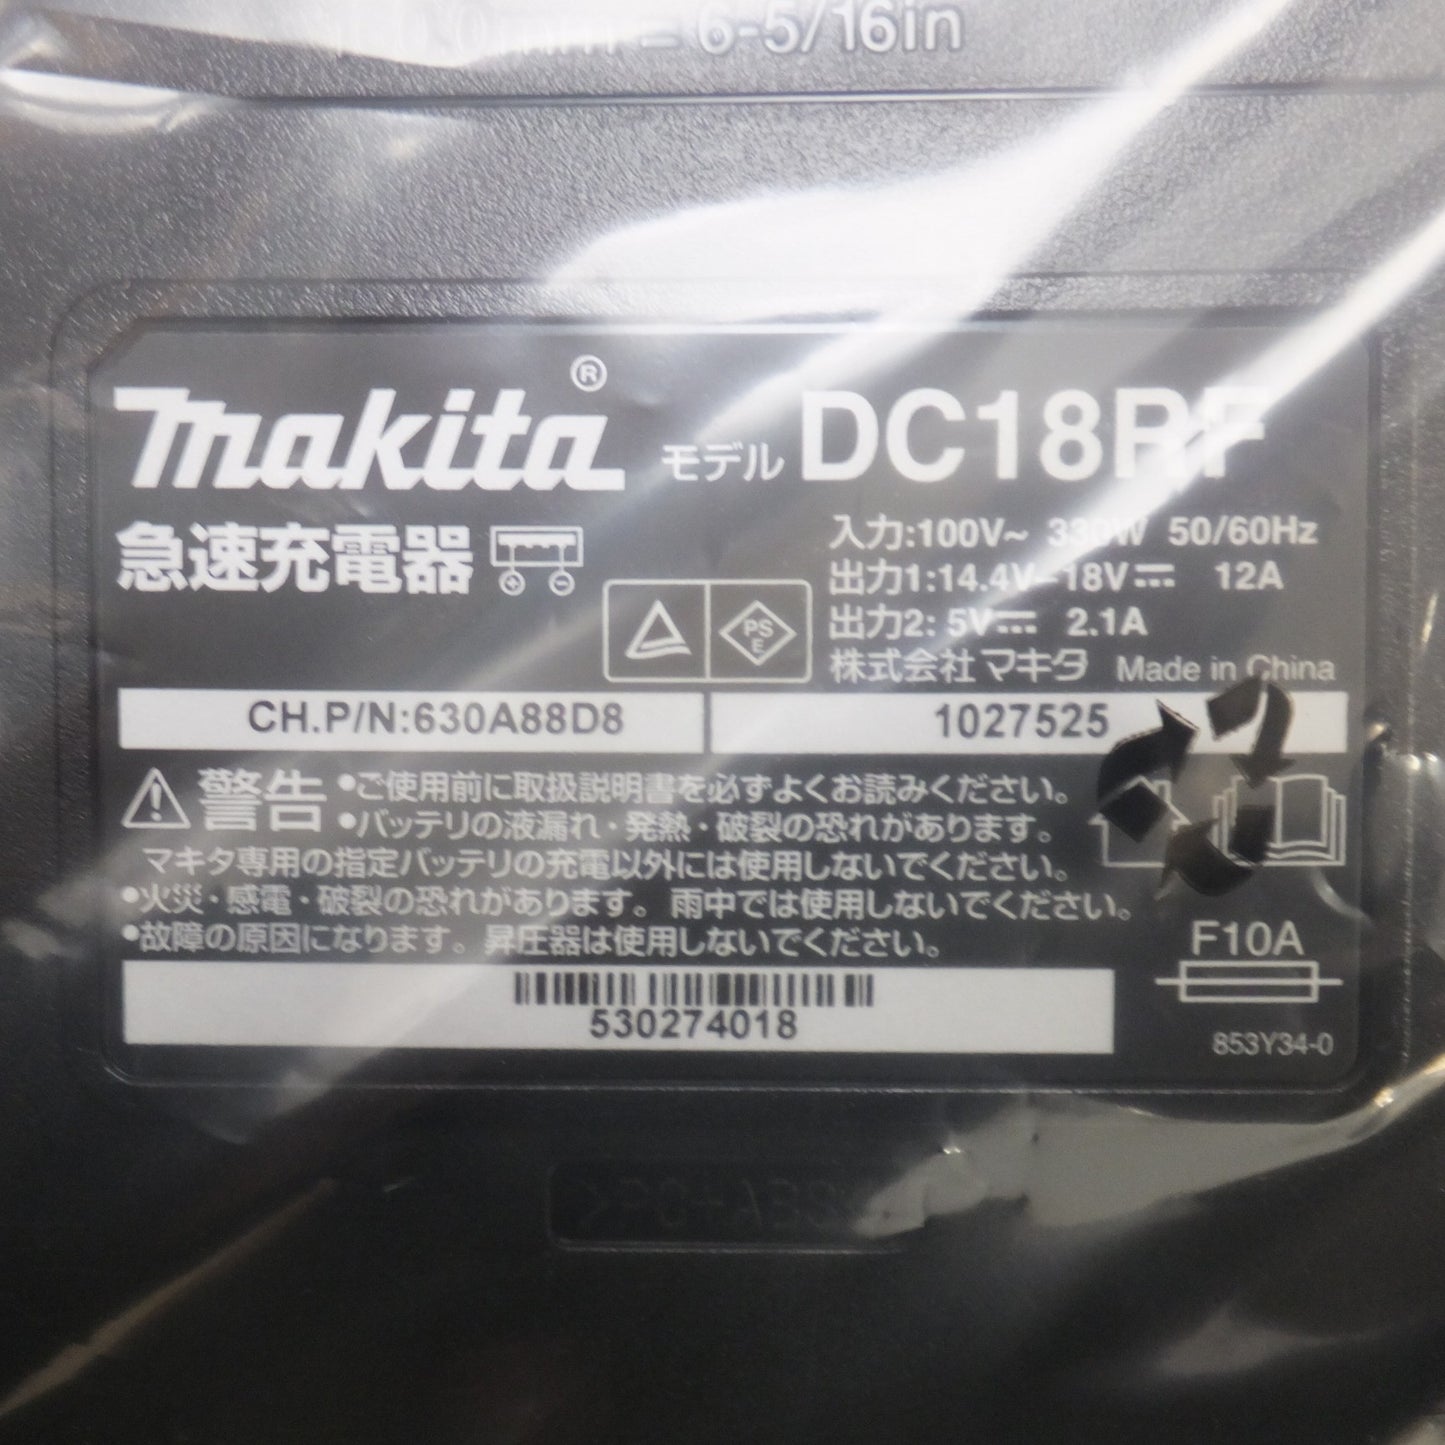 160.0mm = 6-5/16in
makita®
モデル DC18RF
急速充電器
入力:100V~ 330W 50/60Hz
出力1:14.4V–18V⎓ 12A
出力2: 5V⎓ 2.1A
PS
E
株式会社マキタ Made in China
CH.P/N:630A88D8
1027525
警告 •ご使用前に取扱説明書を必ずよくお読みください。
•バッテリの液漏れ・発熱・破裂の恐れがあります。
マキタ専用の指定バッテリの充電以外には使用しないでください。
•火災・感電・破裂の恐れがあります。雨中では使用しないでください。
•故障の原因になります。昇圧器は使用しないでください。
F10A
530274018
853Y34-0